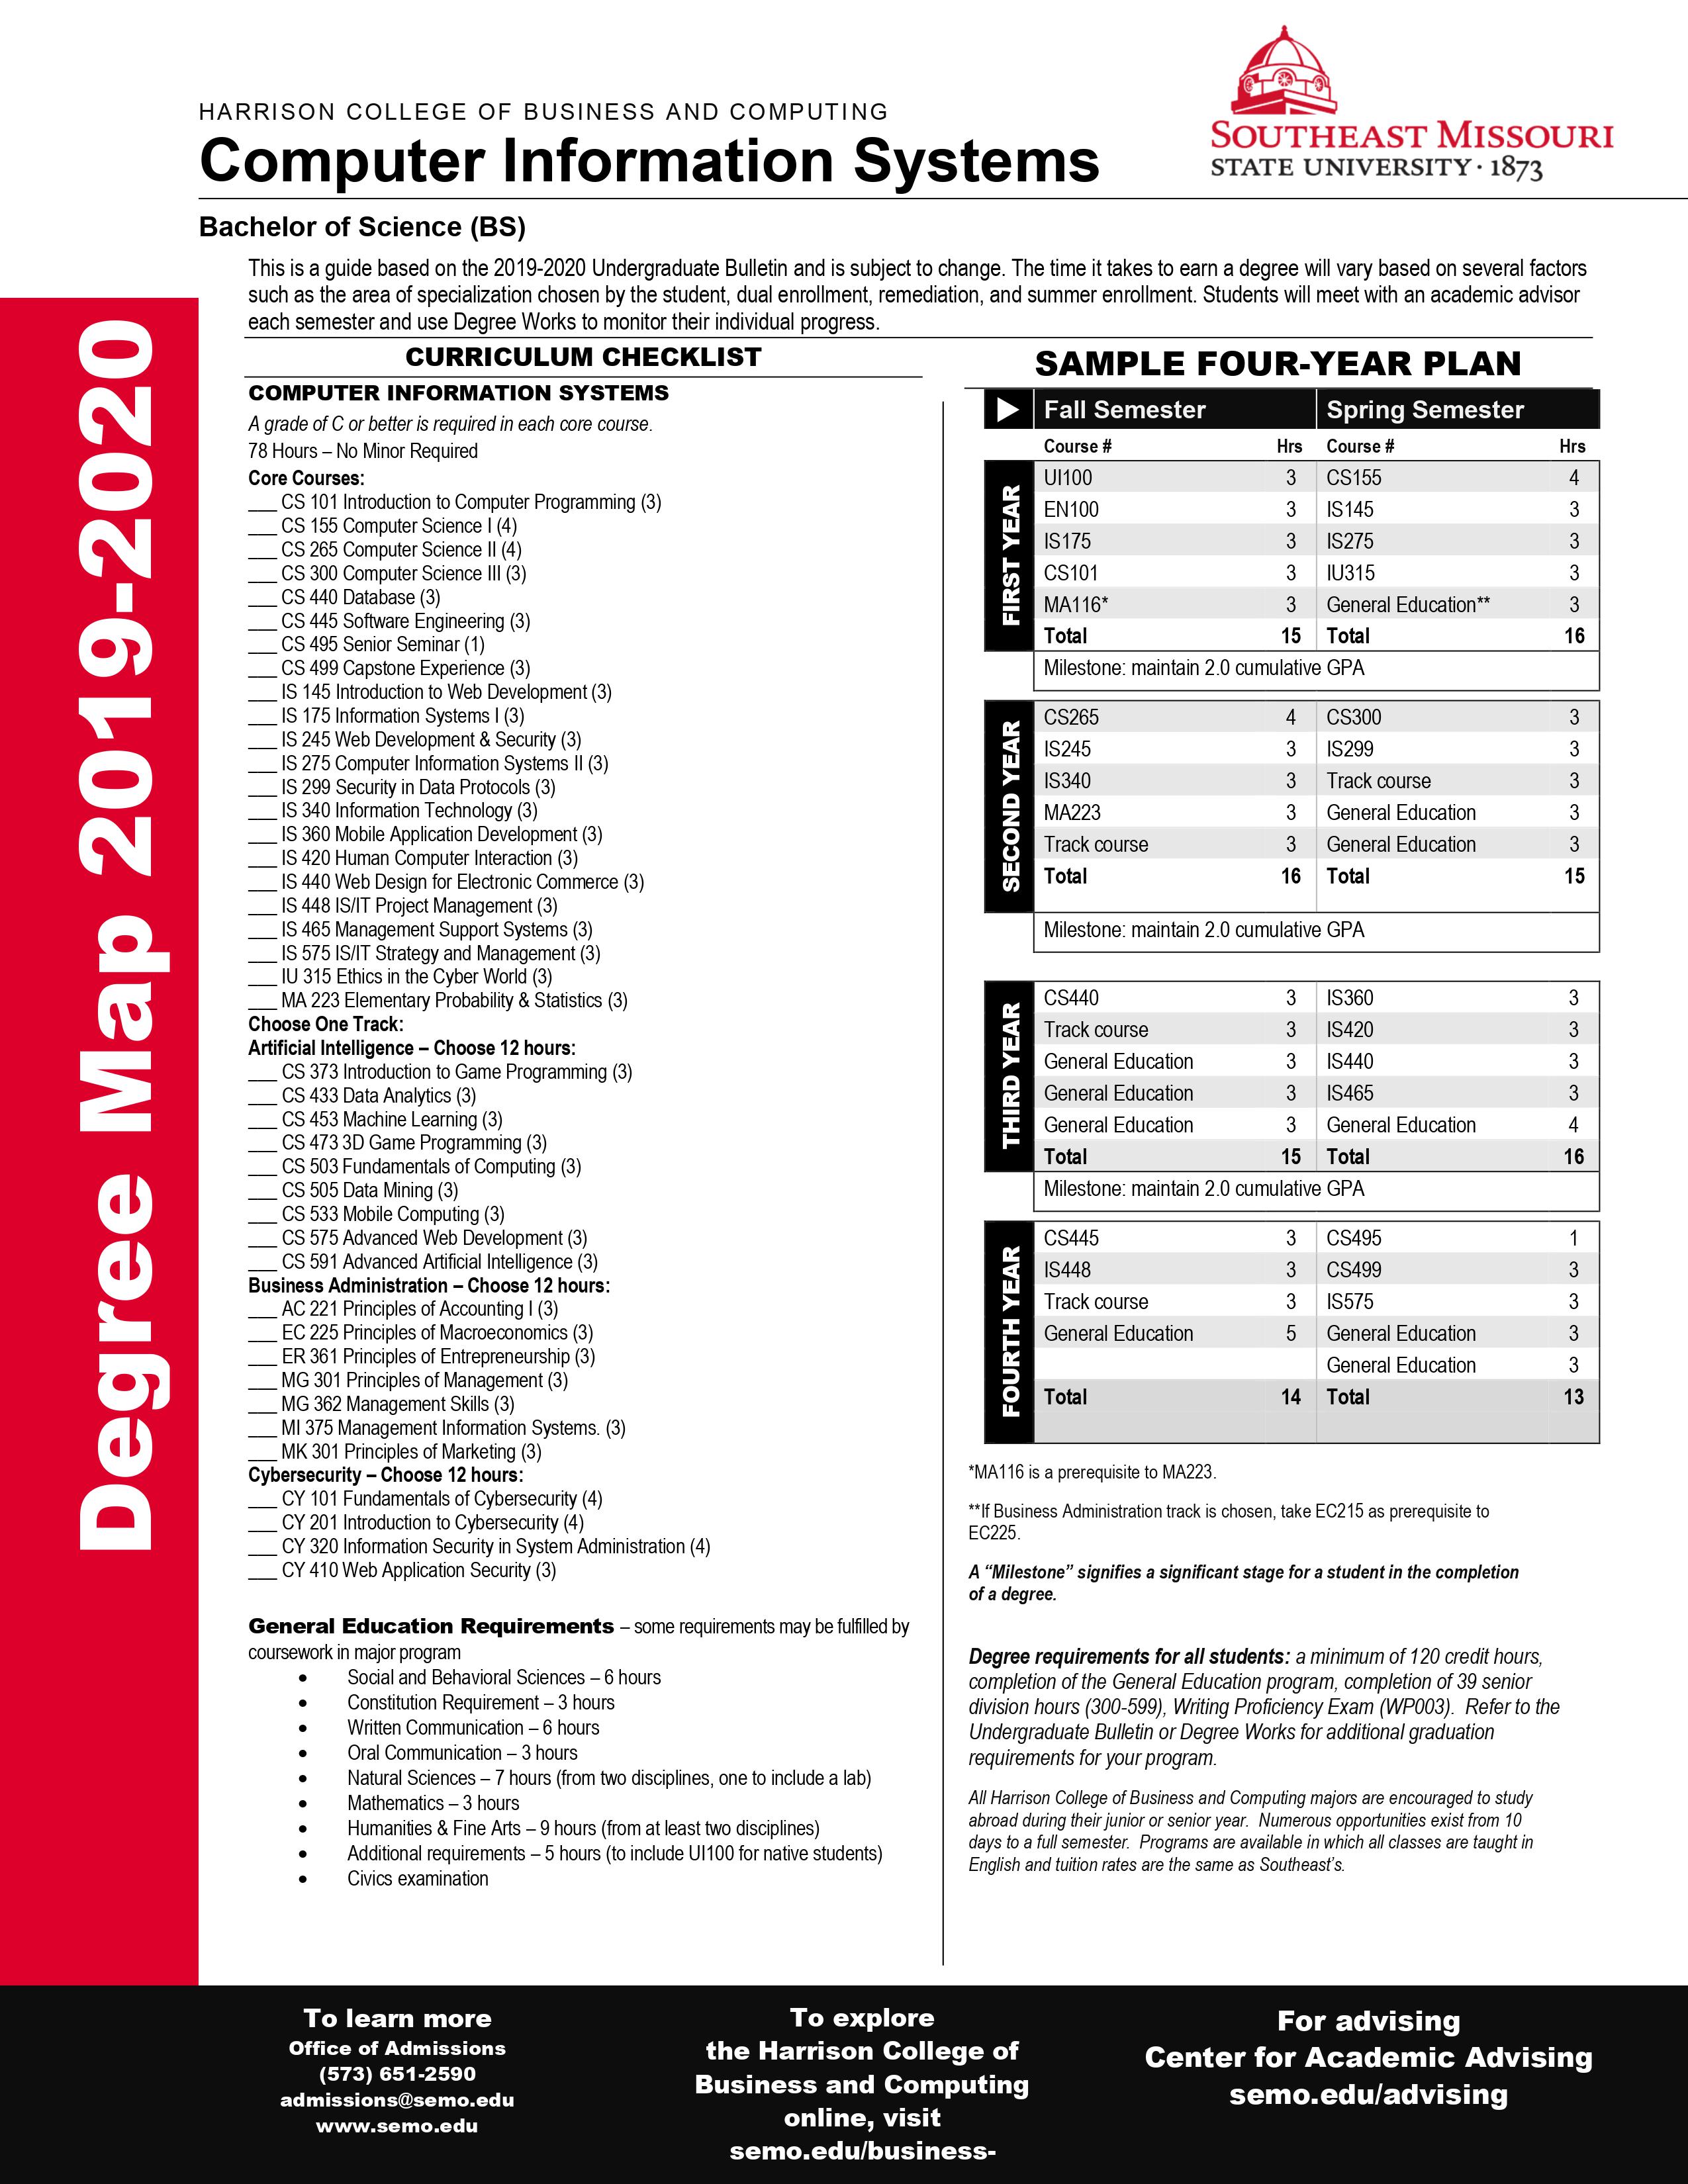 HARRISON COLLEGE OF BUSINESS AND COMPUTING
Computer Information Systems
SOUTHEAST MISSOURI
STATE UNIVERSITY · 1873
Bachelor of Science (BS)
This is a guide based on the 2019-2020 Undergraduate Bulletin and is subject to change. The time it takes to earn a degree will vary based on several factors
such as the area of specialization chosen by the student, dual enrollment, remediation, and summer enrollment. Students will meet with an academic advisor
each semester and use Degree Works to monitor their individual progress.
Degree Map 2019-2020
CURRICULUM CHECKLIST
COMPUTER INFORMATION SYSTEMS
A grade of C or better is required in each core course.
78 Hours – No Minor Required
Core Courses:
___ CS 101 Introduction to Computer Programming (3)
___ CS 155 Computer Science I (4)
___ CS 265 Computer Science II (4)
___ CS 300 Computer Science III (3)
___ CS 440 Database (3)
___ CS 445 Software Engineering (3)
___ CS 495 Senior Seminar (1)
___ CS 499 Capstone Experience (3)
___ IS 145 Introduction to Web Development (3)
___ IS 175 Information Systems I (3)
___ IS 245 Web Development & Security (3)
___ IS 275 Computer Information Systems II (3)
___ IS 299 Security in Data Protocols (3)
___ IS 340 Information Technology (3)
___ IS 360 Mobile Application Development (3)
___ IS 420 Human Computer Interaction (3)
___ IS 440 Web Design for Electronic Commerce (3)
___ IS 448 IS/IT Project Management (3)
___ IS 465 Management Support Systems (3)
___ IS 575 IS/IT Strategy and Management (3)
___ IU 315 Ethics in the Cyber World (3)
___ MA 223 Elementary Probability & Statistics (3)
Choose One Track:
Artificial Intelligence – Choose 12 hours:
___ CS 373 Introduction to Game Programming (3)
___ CS 433 Data Analytics (3)
___ CS 453 Machine Learning (3)
___ CS 473 3D Game Programming (3)
___ CS 503 Fundamentals of Computing (3)
___ CS 505 Data Mining (3)
___ CS 533 Mobile Computing (3)
___ CS 575 Advanced Web Development (3)
___ CS 591 Advanced Artificial Intelligence (3)
Business Administration – Choose 12 hours:
___ AC 221 Principles of Accounting I (3)
___ EC 225 Principles of Macroeconomics (3)
___ ER 361 Principles of Entrepreneurship (3)
___ MG 301 Principles of Management (3)
___ MG 362 Management Skills (3)
___ MI 375 Management Information Systems. (3)
___ MK 301 Principles of Marketing (3)
Cybersecurity – Choose 12 hours:
___ CY 101 Fundamentals of Cybersecurity (4)
___ CY 201 Introduction to Cybersecurity (4)
___ CY 320 Information Security in System Administration (4)
___ CY 410 Web Application Security (3)
General Education Requirements – some requirements may be fulfilled by
coursework in major program
• Social and Behavioral Sciences – 6 hours
• Constitution Requirement – 3 hours
• Written Communication – 6 hours
• Oral Communication – 3 hours
• Natural Sciences – 7 hours (from two disciplines, one to include a lab)
• Mathematics – 3 hours
• Humanities & Fine Arts – 9 hours (from at least two disciplines)
• Additional requirements – 5 hours (to include UI100 for native students)
• Civics examination
SAMPLE FOUR-YEAR PLAN
► Fall Semester Spring Semester
Course # Hrs Course # Hrs
FIRST YEAR
UI100 3 CS155 4
EN100 3 IS145 3
IS175 3 IS275 3
CS101 3 IU315 3
MA116* 3 General Education** 3
Total 15 Total 16
Milestone: maintain 2.0 cumulative GPA
SECOND YEAR
CS265 4 CS300 3
IS245 3 IS299 3
IS340 3 Track course 3
MA223 3 General Education 3
Track course 3 General Education 3
Total 16 Total 15
Milestone: maintain 2.0 cumulative GPA
THIRD YEAR
CS440 3 IS360 3
Track course 3 IS420 3
General Education 3 IS440 3
General Education 3 IS465 3
General Education 3 General Education 4
Total 15 Total 16
Milestone: maintain 2.0 cumulative GPA
FOURTH YEAR
CS445 3 CS495 1
IS448 3 CS499 3
Track course 3 IS575 3
General Education 5 General Education 3
General Education 3
Total 14 Total 13
*MA116 is a prerequisite to MA223.
**If Business Administration track is chosen, take EC215 as prerequisite to
EC225.
A “Milestone” signifies a significant stage for a student in the completion
of a degree.
Degree requirements for all students: a minimum of 120 credit hours,
completion of the General Education program, completion of 39 senior
division hours (300-599), Writing Proficiency Exam (WP003). Refer to the
Undergraduate Bulletin or Degree Works for additional graduation
requirements for your program.
All Harrison College of Business and Computing majors are encouraged to study
abroad during their junior or senior year. Numerous opportunities exist from 10
days to a full semester. Programs are available in which all classes are taught in
English and tuition rates are the same as Southeast’s.
To learn more
Office of Admissions
(573) 651-2590
admissions@semo.edu
www.semo.edu
To explore
the Harrison College of
Business and Computing
online, visit
semo.edu/business-
For advising
Center for Academic Advising
semo.edu/advising